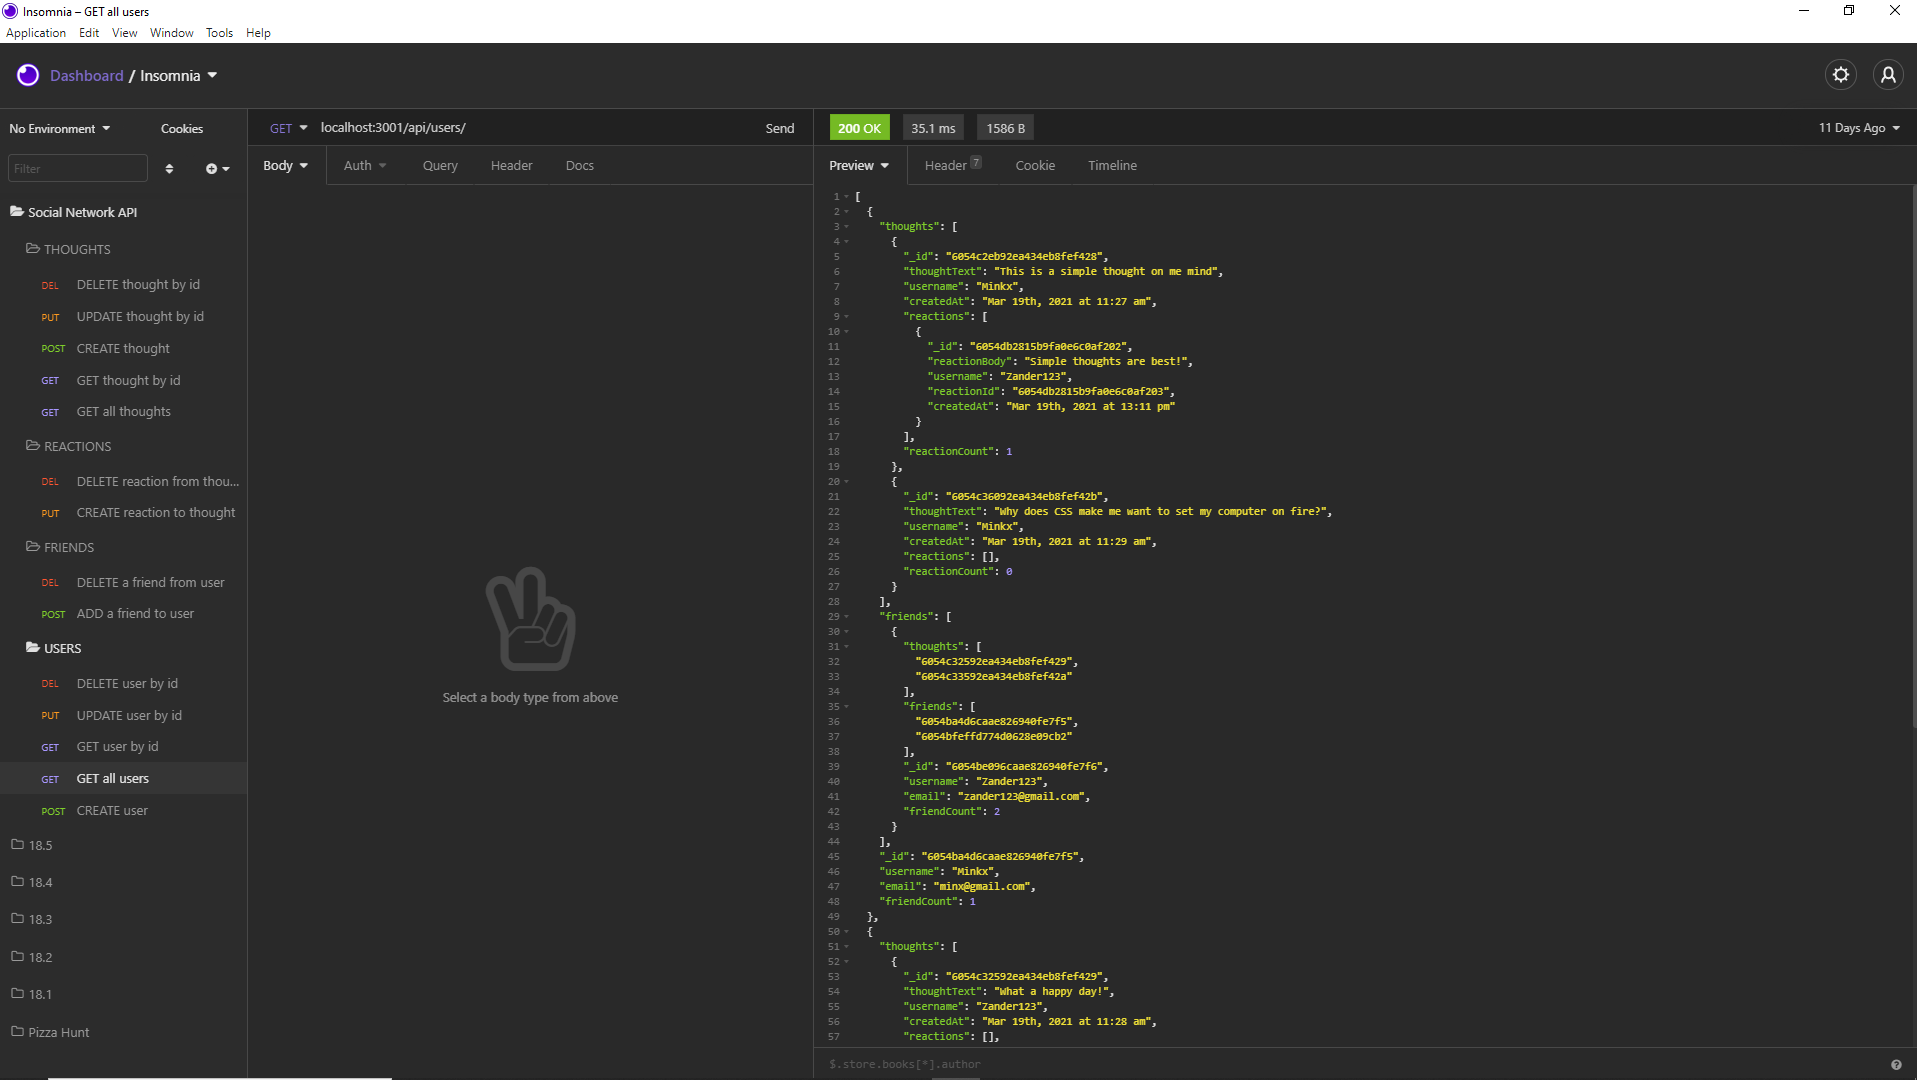 Insomnia – GET all users
Application Edit View Window Tools Help
Dashboard / Insomnia
No Environment Cookies
Filter
Social Network API
THOUGHTS
DEL DELETE thought by id
PUT UPDATE thought by id
POST CREATE thought
GET GET thought by id
GET GET all thoughts
REACTIONS
DEL DELETE reaction from thou...
PUT CREATE reaction to thought
FRIENDS
DEL DELETE a friend from user
POST ADD a friend to user
USERS
DEL DELETE user by id
PUT UPDATE user by id
GET GET user by id
GET GET all users
POST CREATE user
18.5
18.4
18.3
18.2
18.1
Pizza Hunt
GET localhost:3001/api/users/ Send
Body Auth Query Header Docs
Select a body type from above
200 OK 35.1 ms 1586 B 11 Days Ago
Preview Header 7 Cookie Timeline
1 [
2 {
3 "thoughts": [
4 {
5 "_id": "6054c2eb92ea434eb8fef428",
6 "thoughtText": "This is a simple thought on me mind",
7 "username": "Minkx",
8 "createdAt": "Mar 19th, 2021 at 11:27 am",
9 "reactions": [
10 {
11 "_id": "6054db2815b9fa0e6c0af202",
12 "reactionBody": "Simple thoughts are best!",
13 "username": "Zander123",
14 "reactionId": "6054db2815b9fa0e6c0af203",
15 "createdAt": "Mar 19th, 2021 at 13:11 pm"
16 }
17 ],
18 "reactionCount": 1
19 },
20 {
21 "_id": "6054c36092ea434eb8fef42b",
22 "thoughtText": "Why does CSS make me want to set my computer on fire?",
23 "username": "Minkx",
24 "createdAt": "Mar 19th, 2021 at 11:29 am",
25 "reactions": [],
26 "reactionCount": 0
27 }
28 ],
29 "friends": [
30 {
31 "thoughts": [
32 "6054c32592ea434eb8fef429",
33 "6054c33592ea434eb8fef42a"
34 ],
35 "friends": [
36 "6054ba4d6caae826940fe7f5",
37 "6054bfeffd774d0628e09cb2"
38 ],
39 "_id": "6054be096caae826940fe7f6",
40 "username": "Zander123",
41 "email": "zander123@gmail.com",
42 "friendCount": 2
43 }
44 ],
45 "_id": "6054ba4d6caae826940fe7f5",
46 "username": "Minkx",
47 "email": "minx@gmail.com",
48 "friendCount": 1
49 },
50 {
51 "thoughts": [
52 {
53 "_id": "6054c32592ea434eb8fef429",
54 "thoughtText": "What a happy day!",
55 "username": "Zander123",
56 "createdAt": "Mar 19th, 2021 at 11:28 am",
57 "reactions": [],
$.store.books[*].author